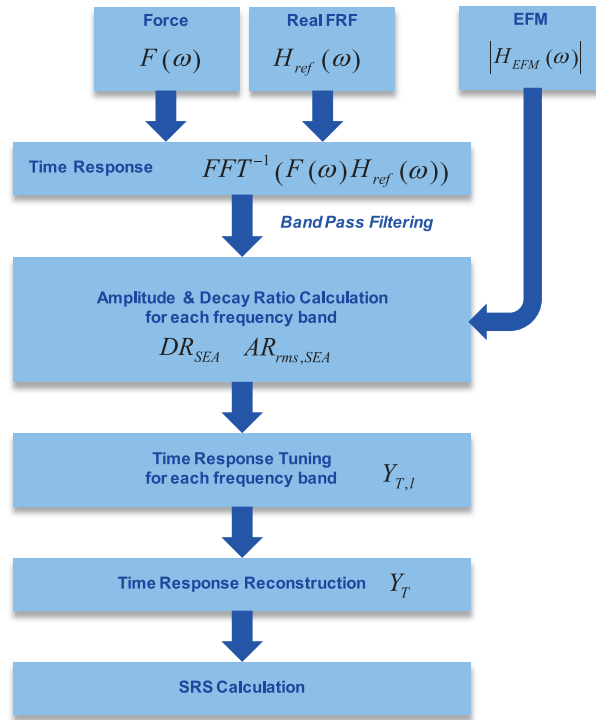 Force
F(ω)
Real FRF
H_ref(ω)
EFM
|H_EFM(ω)|
Time Response FFT⁻¹(F(ω)H_ref(ω))
Band Pass Filtering
Amplitude & Decay Ratio Calculation
for each frequency band
DR_SEA AR_rms,SEA
Time Response Tuning
for each frequency band Y_T,l
Time Response Reconstruction Y_T
SRS Calculation